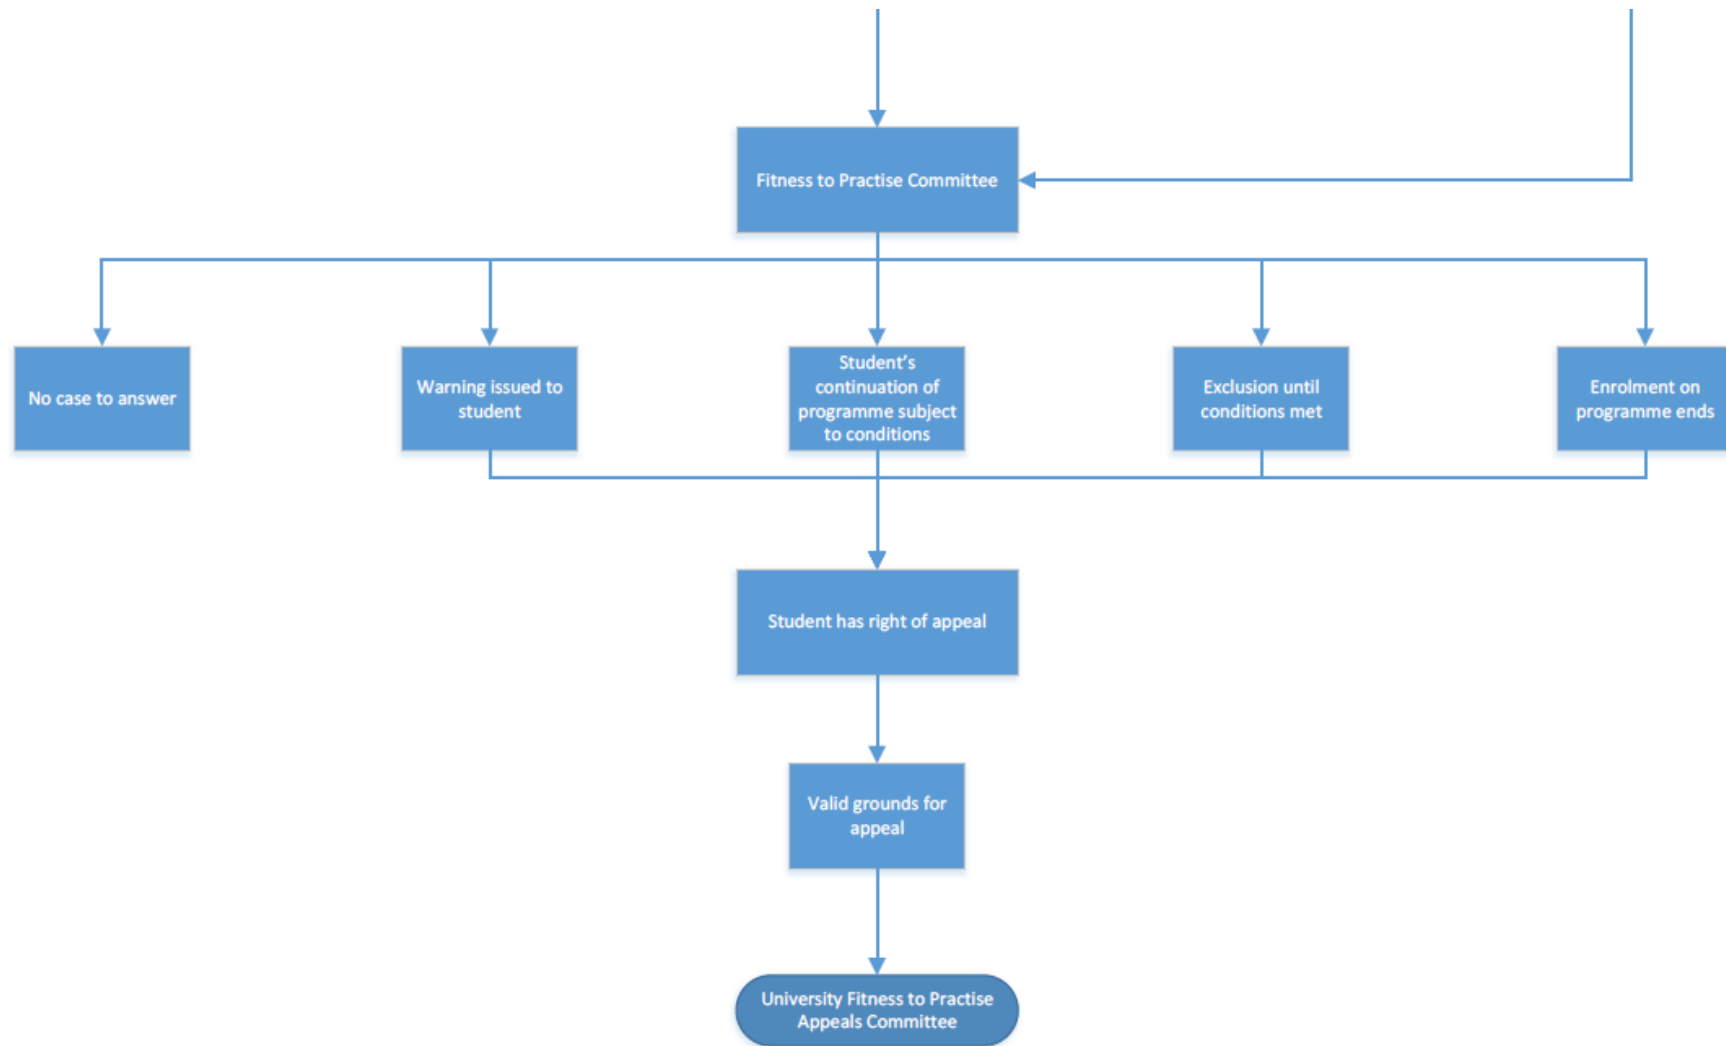 Fitness to Practise Committee
No case to answer
Warning issued to
student
Student's
continuation of
programme subject
to conditions
Exclusion until
conditions met
Enrolment on
programme ends
Student has right of appeal
Valid grounds for
appeal
University Fitness to Practise
Appeals Committee